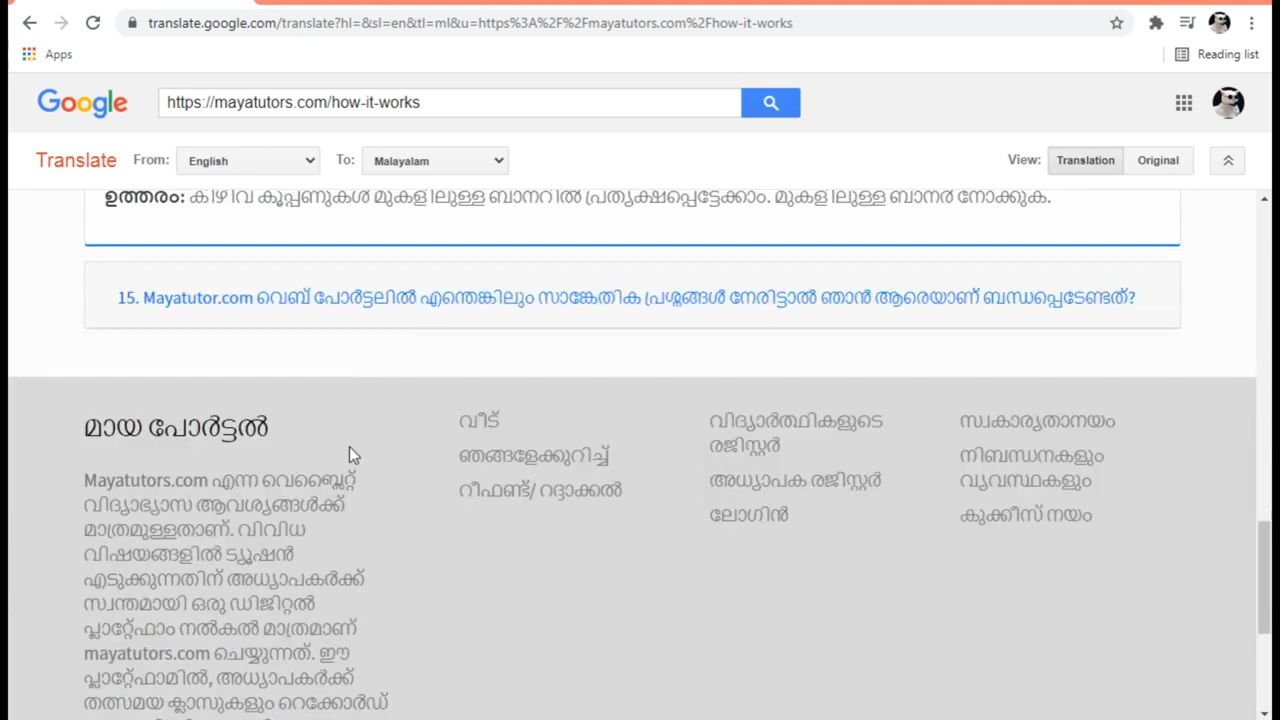 translate.google.com/translate?hl=&sl=en&tl=ml&u=https%3A%2F%2Fmayatutors.com%2Fhow-it-works
Apps
Reading list
Google
https://mayatutors.com/how-it-works
Translate From: English To: Malayalam View: Translation Original
ഉത്തരം: കിഴിവ് കൂപ്പണുകൾ മുകളിലുള്ള ബാനറിൽ പ്രത്യക്ഷപ്പെട്ടേക്കാം. മുകളിലുള്ള ബാനർ നോക്കുക.
15. Mayatutor.com വെബ് പോർട്ടലിൽ എന്തെങ്കിലും സാങ്കേതിക പ്രശ്നങ്ങൾ നേരിട്ടാൽ ഞാൻ ആരെയാണ് ബന്ധപ്പെടേണ്ടത്?
മായ പോർട്ടൽ
Mayatutors.com എന്ന വെബ്സൈറ്റ്
വിദ്യാഭ്യാസ ആവശ്യങ്ങൾക്ക്
മാത്രമുള്ളതാണ്. വിവിധ
വിഷയങ്ങളിൽ ട്യൂഷൻ
എടുക്കുന്നതിന് അധ്യാപകർക്ക്
സ്വന്തമായി ഒരു ഡിജിറ്റൽ
പ്ലാറ്റ്ഫോം നൽകൽ മാത്രമാണ്
mayatutors.com ചെയ്യുന്നത്. ഈ
പ്ലാറ്റ്ഫോമിൽ, അധ്യാപകർക്ക്
തത്സമയ ക്ലാസുകളും റെക്കോർഡ്
വീട്
ഞങ്ങളേക്കുറിച്ച്
റീഫണ്ട്/ റദ്ദാക്കൽ
വിദ്യാർത്ഥികളുടെ
രജിസ്റ്റർ
അധ്യാപക രജിസ്റ്റർ
ലോഗിൻ
സ്വകാര്യതാനയം
നിബന്ധനകളും
വ്യവസ്ഥകളും
കുക്കീസ് നയം